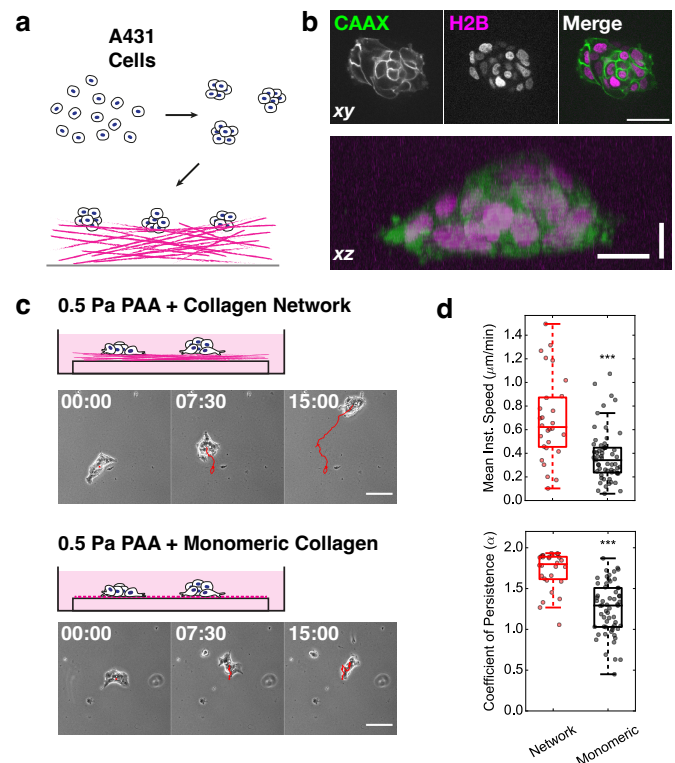 a
A431
Cells
b
CAAX
H2B
Merge
xy
xz
c
0.5 Pa PAA + Collagen Network
00:00
07:30
15:00
0.5 Pa PAA + Monomeric Collagen
00:00
07:30
15:00
d
Mean Inst. Speed (μm/min)
1.4
1.2
1.0
0.8
0.6
0.4
0.2
0.0
***
Coefficient of Persistence (α)
2.0
1.5
1.0
0.5
0.0
***
Network
Monomeric